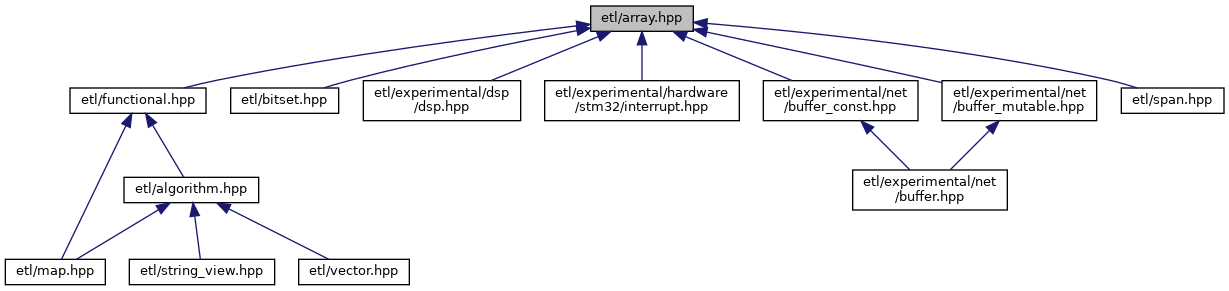 etl/array.hpp
etl/functional.hpp
etl/bitset.hpp
etl/experimental/dsp
/dsp.hpp
etl/experimental/hardware
/stm32/interrupt.hpp
etl/experimental/net
/buffer_const.hpp
etl/experimental/net
/buffer_mutable.hpp
etl/span.hpp
etl/algorithm.hpp
etl/experimental/net
/buffer.hpp
etl/map.hpp
etl/string_view.hpp
etl/vector.hpp